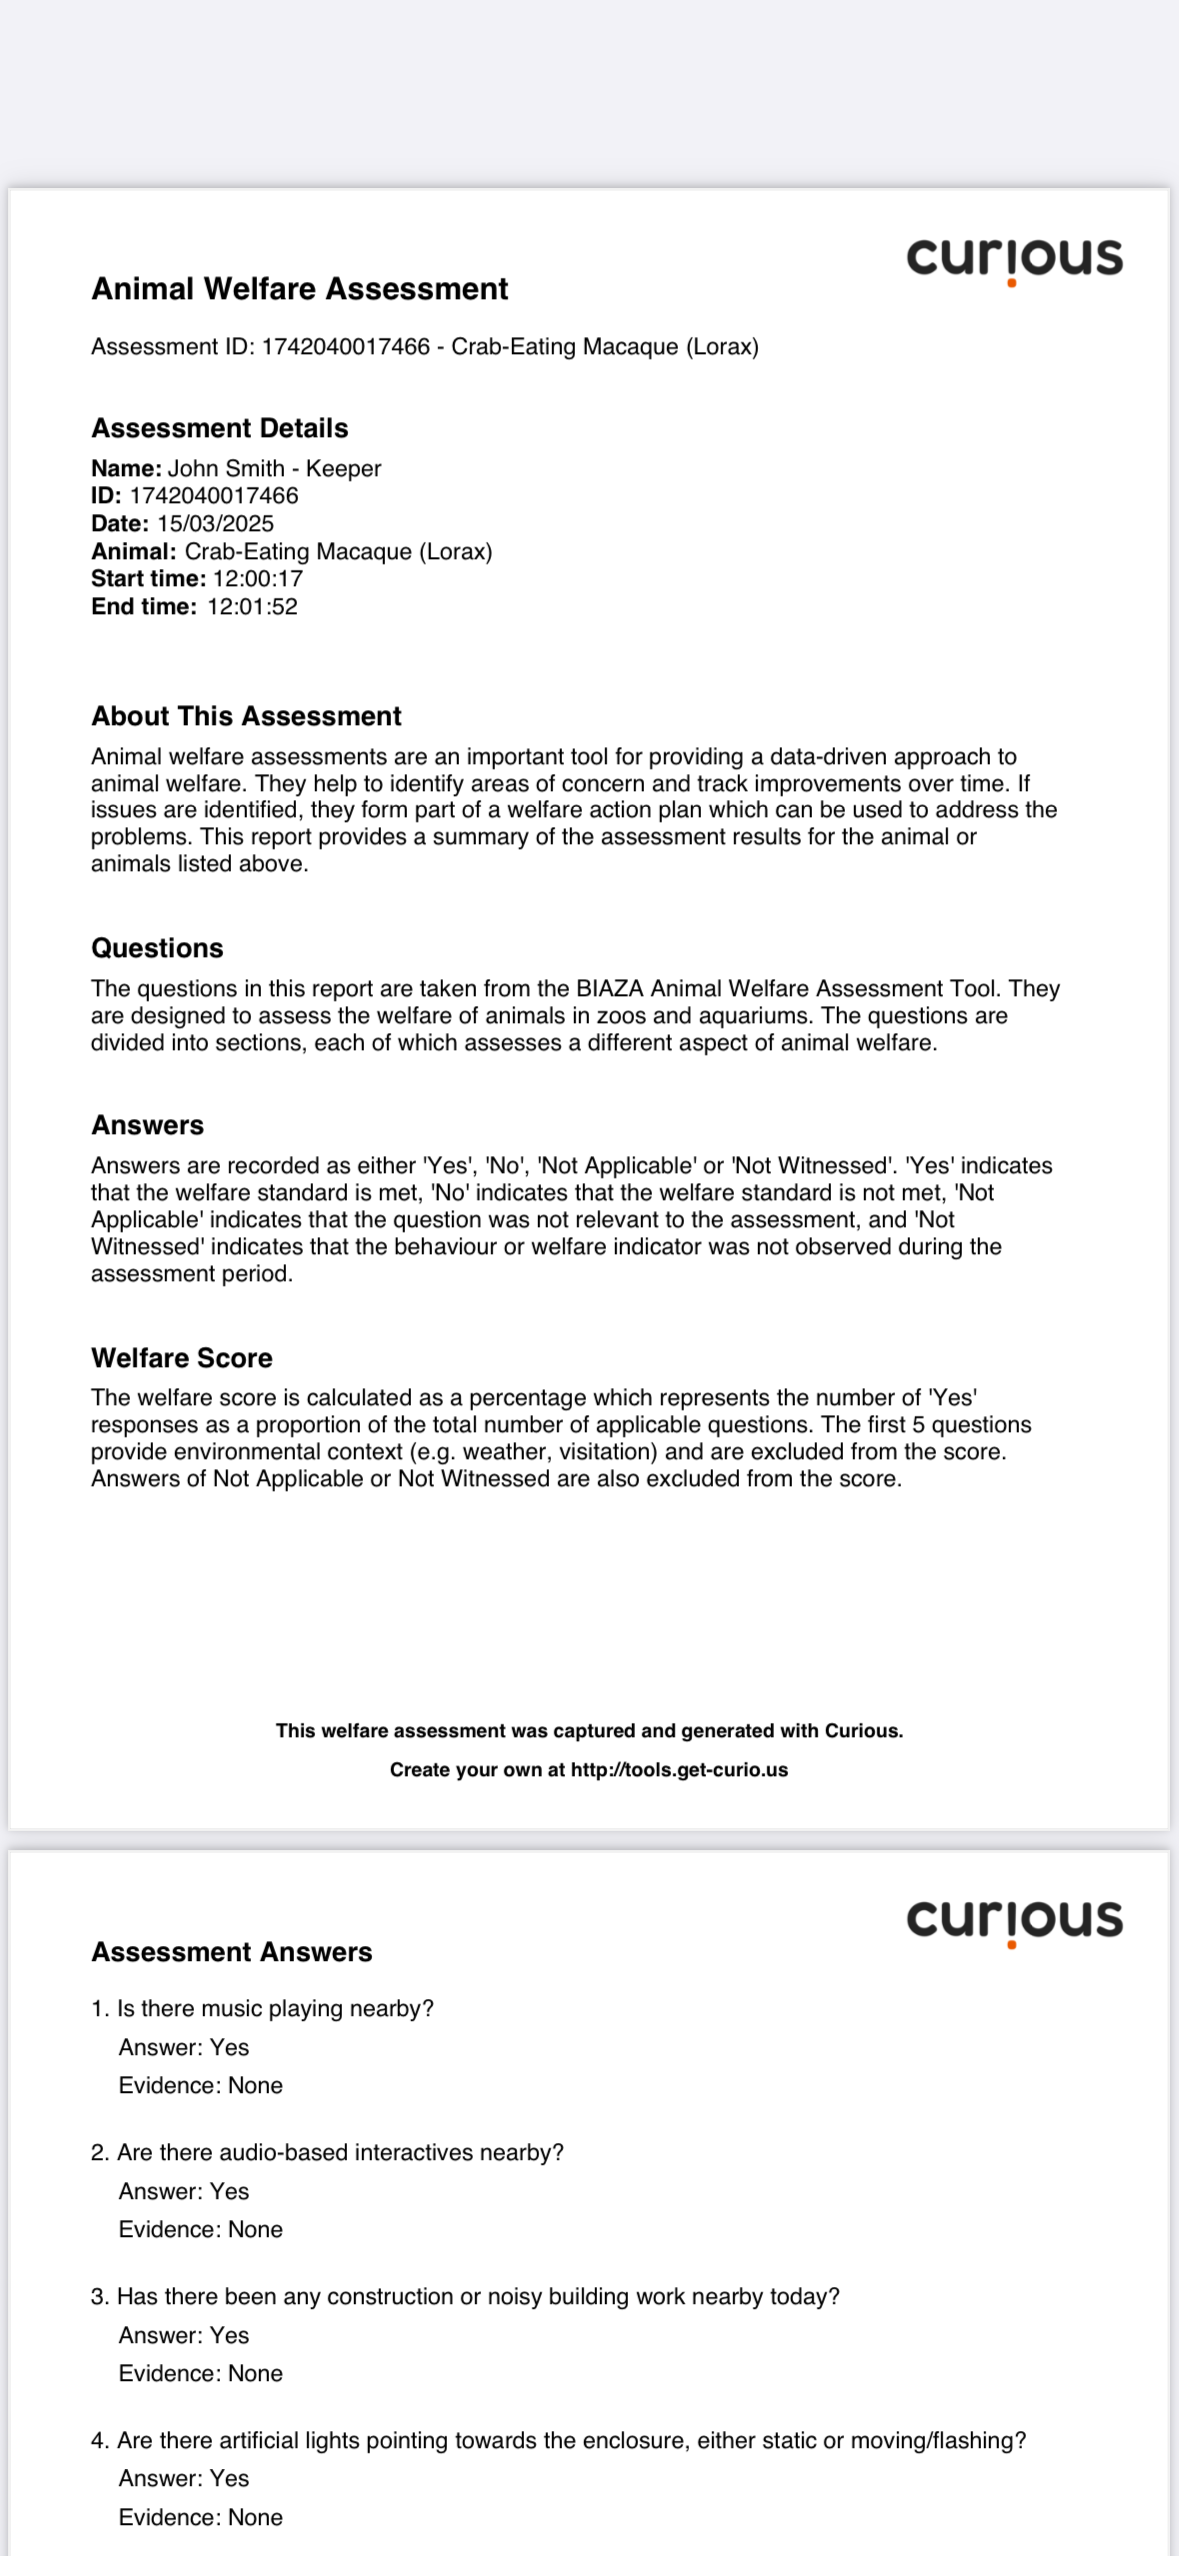 curious
Animal Welfare Assessment
Assessment ID: 1742040017466 - Crab-Eating Macaque (Lorax)
Assessment Details
Name: John Smith - Keeper
ID: 1742040017466
Date: 15/03/2025
Animal: Crab-Eating Macaque (Lorax)
Start time: 12:00:17
End time: 12:01:52
About This Assessment
Animal welfare assessments are an important tool for providing a data-driven approach to
animal welfare. They help to identify areas of concern and track improvements over time. If
issues are identified, they form part of a welfare action plan which can be used to address the
problems. This report provides a summary of the assessment results for the animal or
animals listed above.
Questions
The questions in this report are taken from the BIAZA Animal Welfare Assessment Tool. They
are designed to assess the welfare of animals in zoos and aquariums. The questions are
divided into sections, each of which assesses a different aspect of animal welfare.
Answers
Answers are recorded as either 'Yes', 'No', 'Not Applicable' or 'Not Witnessed'. 'Yes' indicates
that the welfare standard is met, 'No' indicates that the welfare standard is not met, 'Not
Applicable' indicates that the question was not relevant to the assessment, and 'Not
Witnessed' indicates that the behaviour or welfare indicator was not observed during the
assessment period.
Welfare Score
The welfare score is calculated as a percentage which represents the number of 'Yes'
responses as a proportion of the total number of applicable questions. The first 5 questions
provide environmental context (e.g. weather, visitation) and are excluded from the score.
Answers of Not Applicable or Not Witnessed are also excluded from the score.
This welfare assessment was captured and generated with Curious.
Create your own at http://tools.get-curio.us
curious
Assessment Answers
1. Is there music playing nearby?
Answer: Yes
Evidence: None
2. Are there audio-based interactives nearby?
Answer: Yes
Evidence: None
3. Has there been any construction or noisy building work nearby today?
Answer: Yes
Evidence: None
4. Are there artificial lights pointing towards the enclosure, either static or moving/flashing?
Answer: Yes
Evidence: None